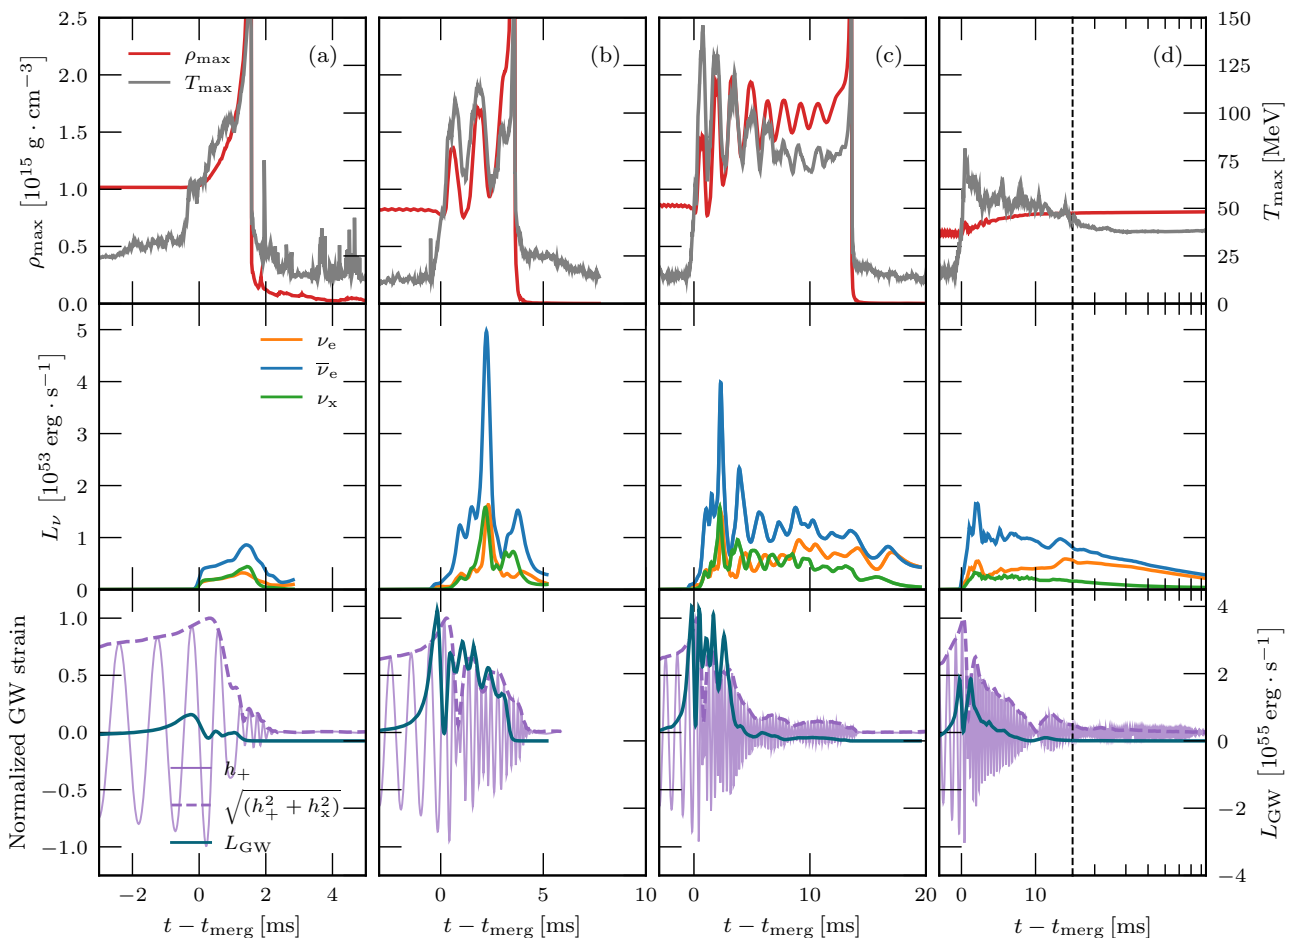 (a) (b) (c) (d)
ρmax
Tmax
2.5 2.0 1.5 1.0 0.5 0.0
ρmax [10^15 g · cm^−3]
150 125 100 75 50 25 0
Tmax [MeV]
νe
ν̅e
νx
5 4 3 2 1 0
Lν [10^53 erg · s^−1]
1.0 0.5 0.0 −0.5 −1.0
Normalized GW strain
h+
√(h+^2 + hx^2)
LGW
4 2 0 −2 −4
LGW [10^55 erg · s^−1]
−2 0 2 4 0 5 10 0 10 20 0 10
t − tmerg [ms] t − tmerg [ms] t − tmerg [ms] t − tmerg [ms]